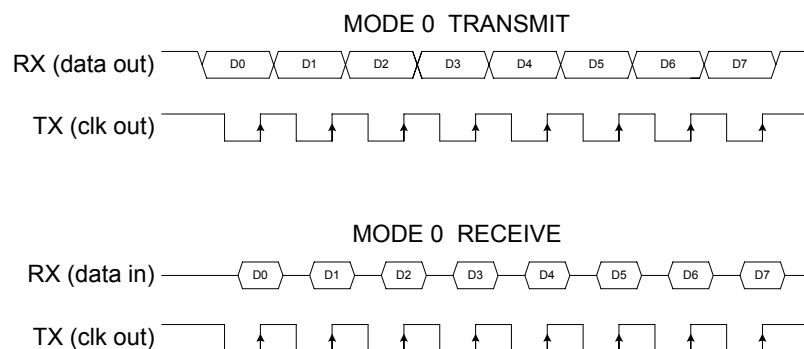 MODE 0 TRANSMIT
RX (data out) D0 D1 D2 D3 D4 D5 D6 D7
TX (clk out)
MODE 0 RECEIVE
RX (data in) D0 D1 D2 D3 D4 D5 D6 D7
TX (clk out)